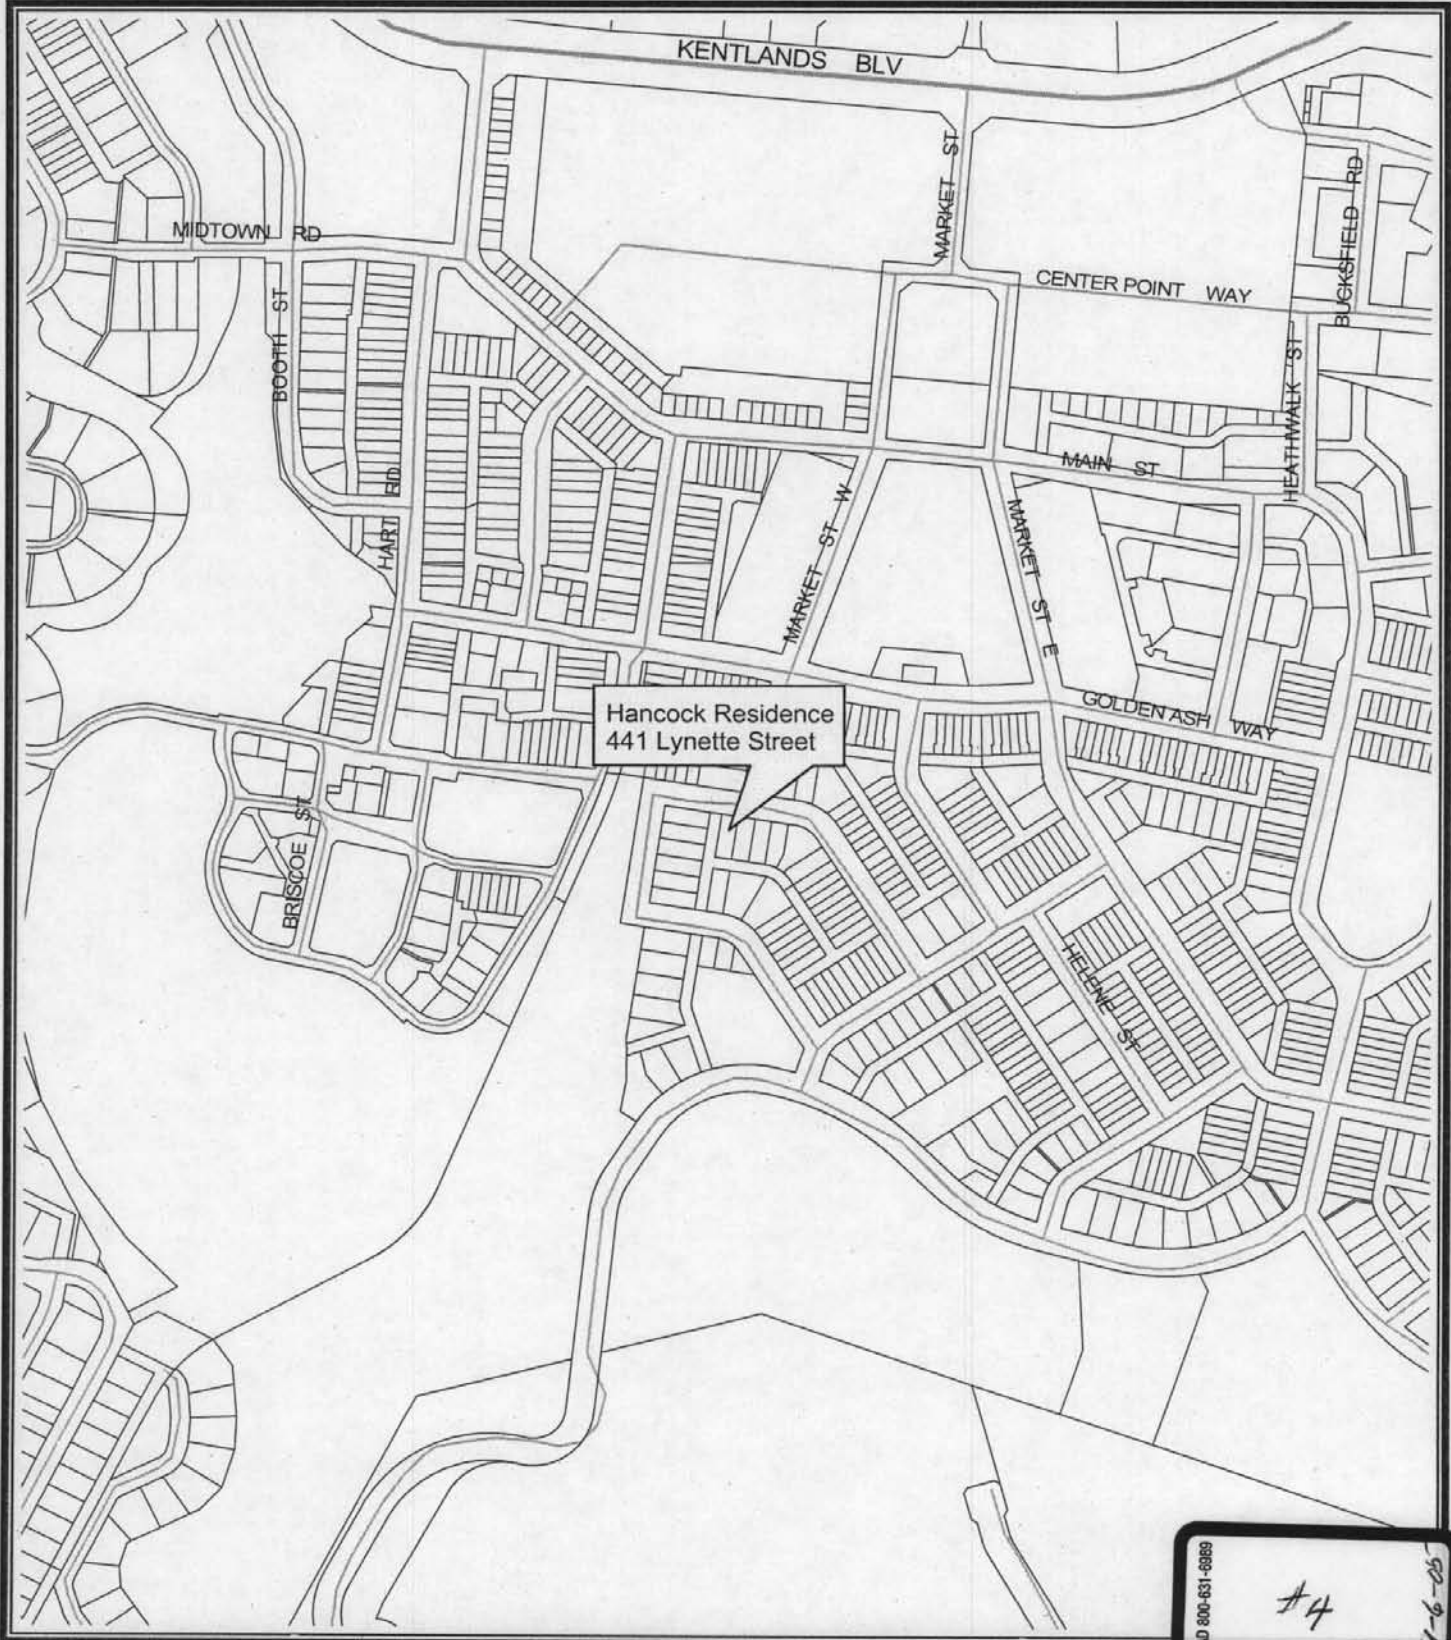 KENTLANDS BLV
MARKET ST
MIDTOWN RD
BUCKSFIELD RD
CENTER POINT WAY
BOOTH ST
HEATHWALK ST
MAIN ST
HART RD
MARKET ST W
MARKET ST E
GOLDEN ASH WAY
Hancock Residence
441 Lynette Street
BRISCOE ST
HELENE ST
800-631-6989
#4